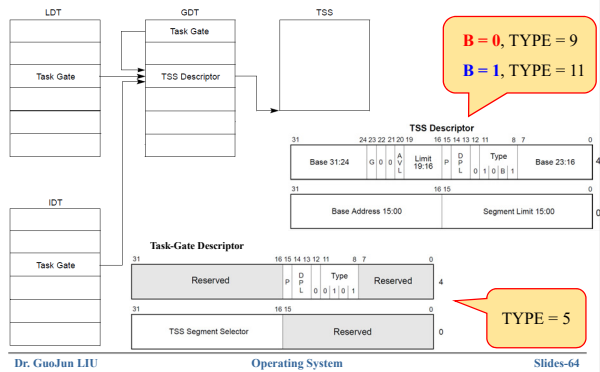 LDT
GDT
TSS
Task Gate
Task Gate
TSS Descriptor
B = 0, TYPE = 9
B = 1, TYPE = 11
TSS Descriptor
31 24 23 22 21 20 19 16 15 14 13 12 11 8 7 0
Base 31:24 G 0 0 AVL Limit 19:16 P DPL 0 Type 1 0 B 1 Base 23:16 4
31 16 15 0
Base Address 15:00 Segment Limit 15:00 0
IDT
Task Gate
Task-Gate Descriptor
31 16 15 14 13 12 11 8 7 0
Reserved P DPL 0 Type 0 1 0 1 Reserved 4
31 16 15 0
TSS Segment Selector Reserved 0
TYPE = 5
Dr. GuoJun LIU Operating System Slides-64